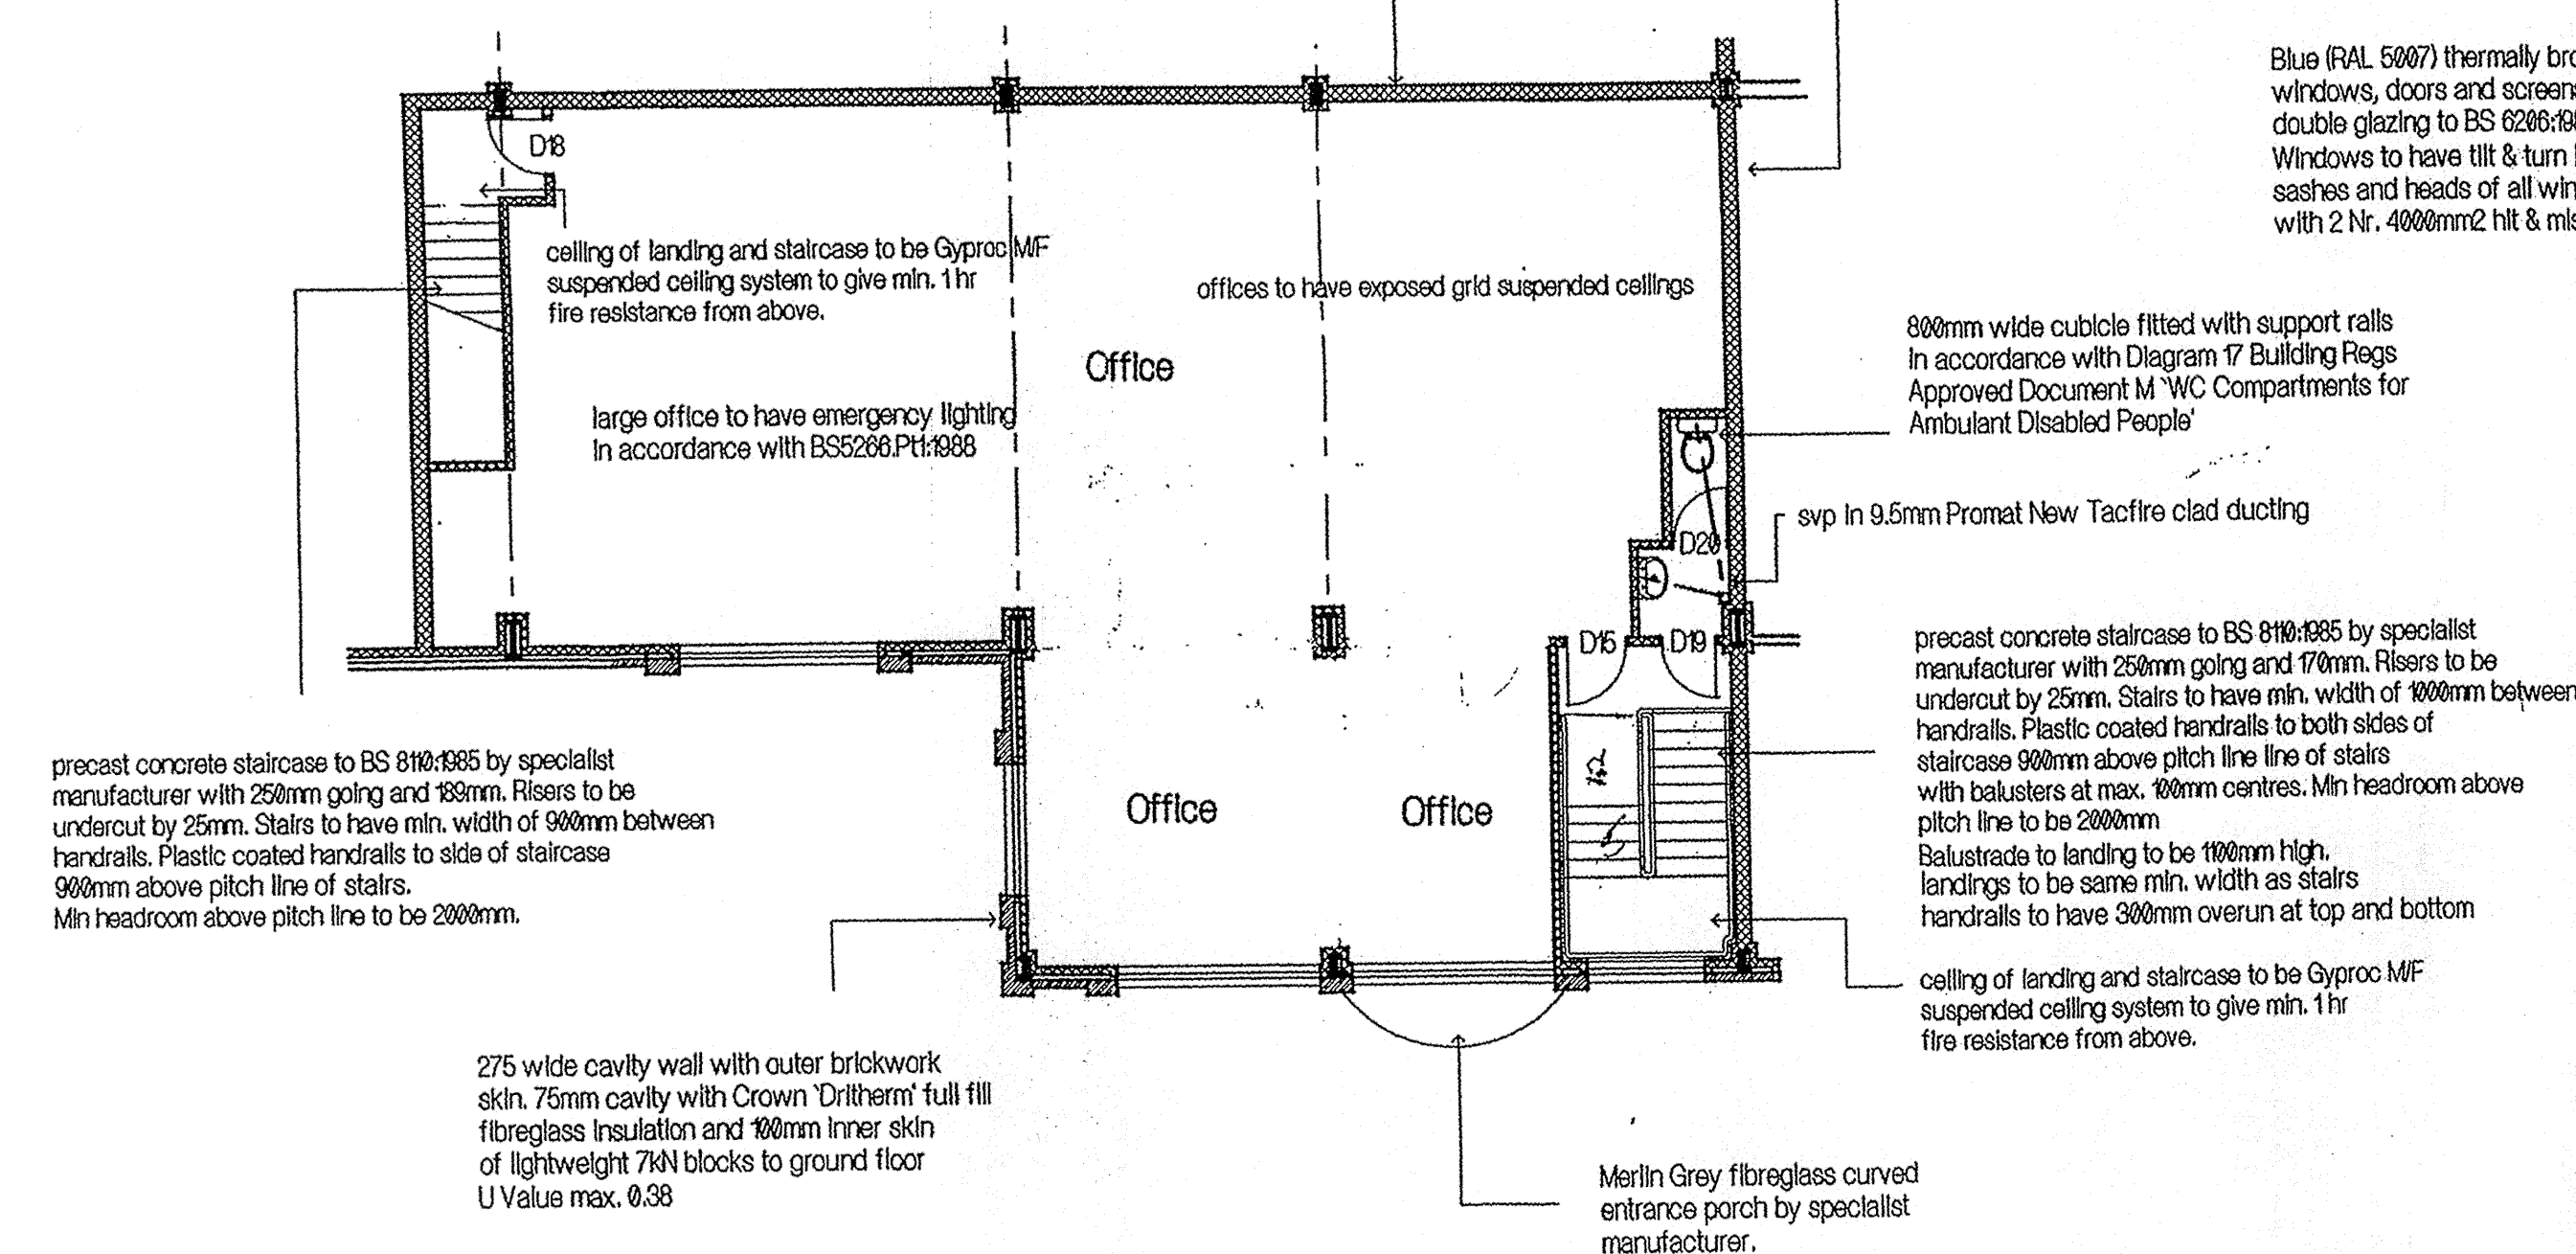 Blue (RAL 5007) thermally
windows, doors and
double glazing to BS
Windows to have tilt & turn
sashes and heads of all
with 2 Nr. 4000mm2 hit &
D18
ceiling of landing and staircase to be Gyproc M/F
suspended ceiling system to give min. 1 hr
fire resistance from above.
offices to have exposed grid suspended ceilings
Office
large office to have emergency lighting
in accordance with BS5266.Pt1:1988
800mm wide cubicle fitted with support rails
in accordance with Diagram 17 Building Regs
Approved Document M `WC Compartments for
Ambulant Disabled People'
svp in 9.5mm Promat New Tacfire clad ducting
D20
D15
D19
precast concrete staircase to BS 8110:1985 by specialist
manufacturer with 250mm going and 170mm. Risers to be
undercut by 25mm. Stairs to have min. width of 1000mm between
handrails. Plastic coated handrails to both sides of
staircase 900mm above pitch line line of stairs
with balusters at max. 100mm centres. Min headroom above
pitch line to be 2000mm
Balustrade to landing to be 1100mm high.
landings to be same min. width as stairs
handrails to have 300mm overun at top and bottom
precast concrete staircase to BS 8110:1985 by specialist
manufacturer with 250mm going and 189mm. Risers to be
undercut by 25mm. Stairs to have min. width of 900mm between
handrails. Plastic coated handrails to side of staircase
900mm above pitch line of stairs.
Min headroom above pitch line to be 2000mm.
Office
Office
ceiling of landing and staircase to be Gyproc M/F
suspended ceiling system to give min. 1 hr
fire resistance from above.
275 wide cavity wall with outer brickwork
skin. 75mm cavity with Crown `Dritherm' full fill
fibreglass insulation and 100mm inner skin
of lightweight 7kN blocks to ground floor
U Value max. 0.38
Merlin Grey fibreglass curved
entrance porch by specialist
manufacturer.